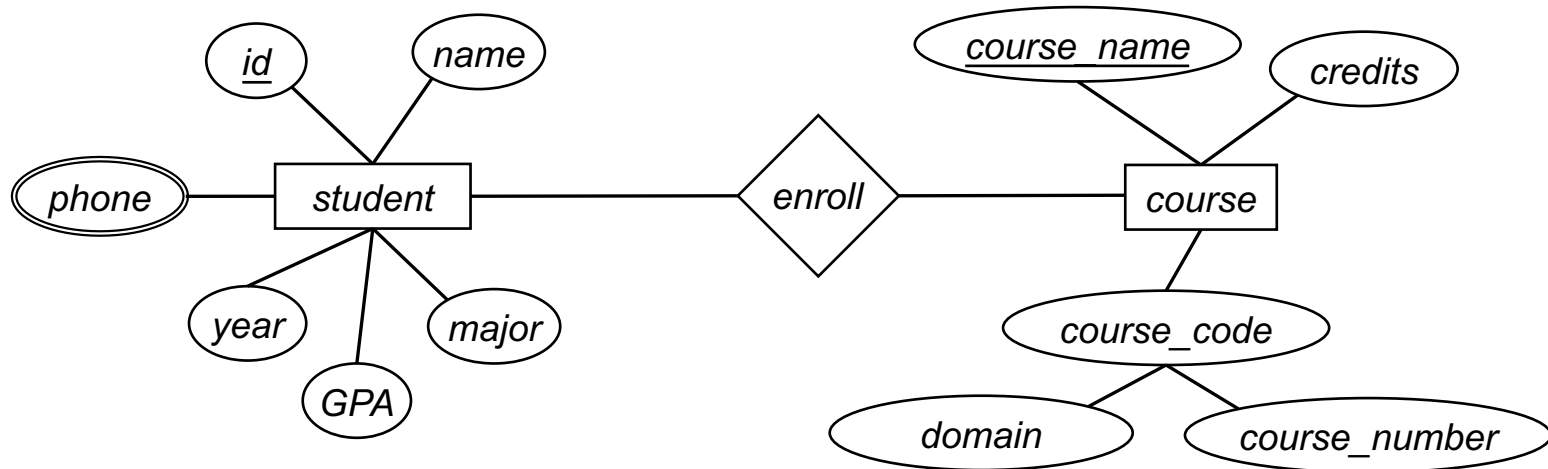 id
name
course_name
credits
phone
student
enroll
course
year
major
course_code
GPA
domain
course_number